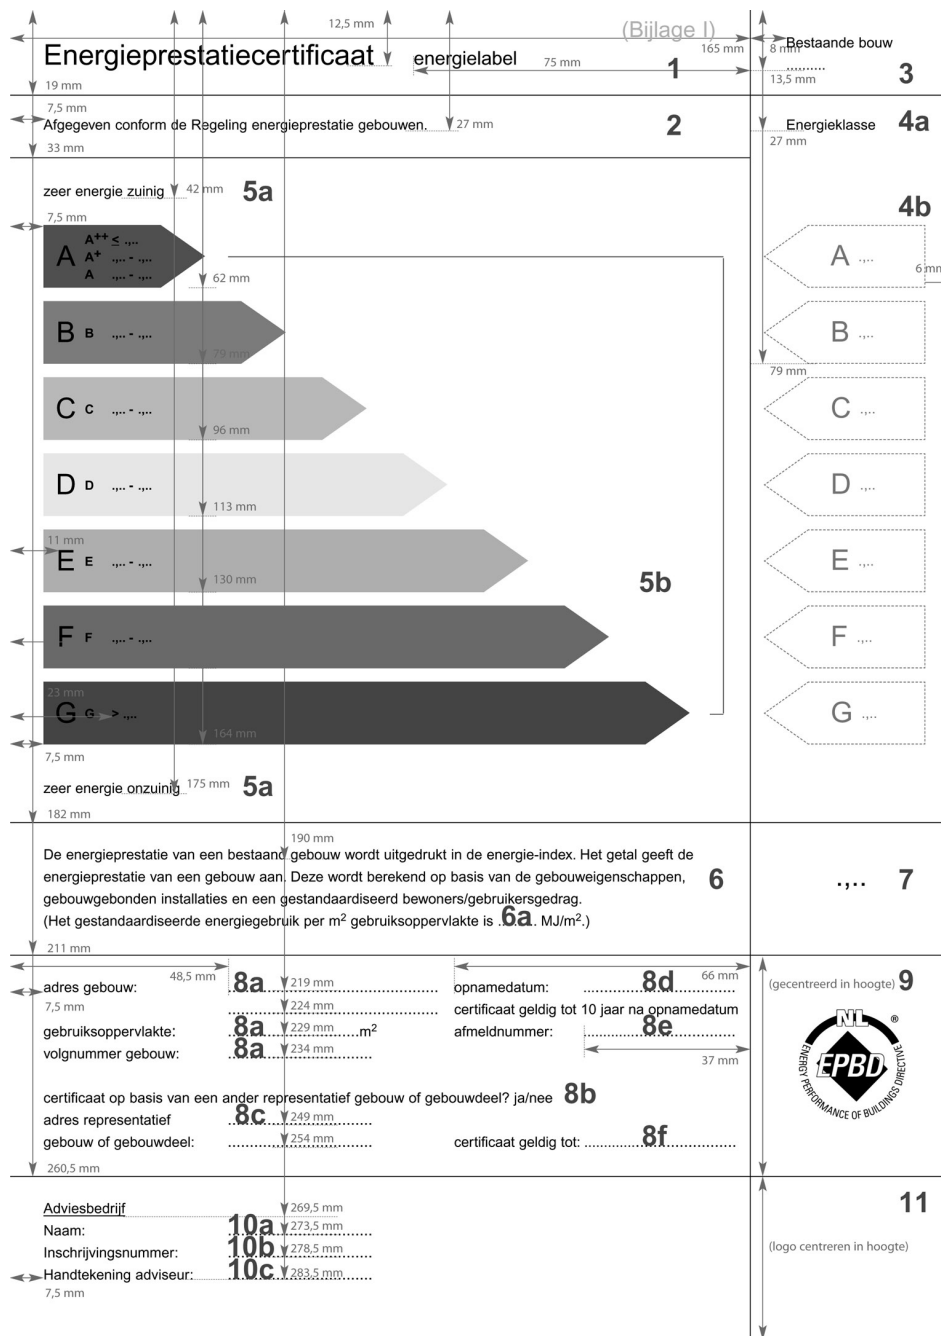 12,5 mm
(Bijlage I)
Energieprestatiecertificaat energielabel 75 mm 1 165 mm
8 mm
Bestaande bouw
..........
13,5 mm
3
19 mm
7,5 mm
Afgegeven conform de Regeling energieprestatie gebouwen. 27 mm 2
Energieklasse 4a
27 mm
33 mm
zeer energie zuinig 42 mm 5a
7,5 mm
4b
A A++ ≤ .,..
A+ .,.. - .,..
A .,.. - .,..
62 mm
A .,..
6 mm
B B .,.. - .,..
79 mm
B .,..
79 mm
C C .,.. - .,..
96 mm
C .,..
D D .,.. - .,..
113 mm
D .,..
11 mm
E E .,.. - .,..
130 mm
5b
E .,..
F F .,.. - .,..
F .,..
23 mm
G G > .,..
164 mm
G .,..
7,5 mm
zeer energie onzuinig 175 mm 5a
182 mm
190 mm
De energieprestatie van een bestaand gebouw wordt uitgedrukt in de energie-index. Het getal geeft de
energieprestatie van een gebouw aan. Deze wordt berekend op basis van de gebouweigenschappen,
gebouwgebonden installaties en een gestandaardiseerd bewoners/gebruikersgedrag.
(Het gestandaardiseerde energiegebruik per m² gebruiksoppervlakte is 6a MJ/m².)
6
.,.. 7
211 mm
48,5 mm
66 mm
adres gebouw: 8a 219 mm
opnamedatum: 8d
(gecentreerd in hoogte) 9
7,5 mm
224 mm
certificaat geldig tot 10 jaar na opnamedatum
gebruiksoppervlakte: 8a 229 mm m²
afmeldnummer: 8e
volgnummer gebouw: 8a 234 mm
37 mm
NL ®
EPBD
ENERGY PERFORMANCE OF BUILDINGS DIRECTIVE
certificaat op basis van een ander representatief gebouw of gebouwdeel? ja/nee 8b
adres representatief 8c 249 mm
gebouw of gebouwdeel: 254 mm
certificaat geldig tot: 8f
260,5 mm
Adviesbedrijf 269,5 mm
11
Naam: 10a 273,5 mm
Inschrijvingsnummer: 10b 278,5 mm
(logo centreren in hoogte)
Handtekening adviseur: 10c 283,5 mm
7,5 mm